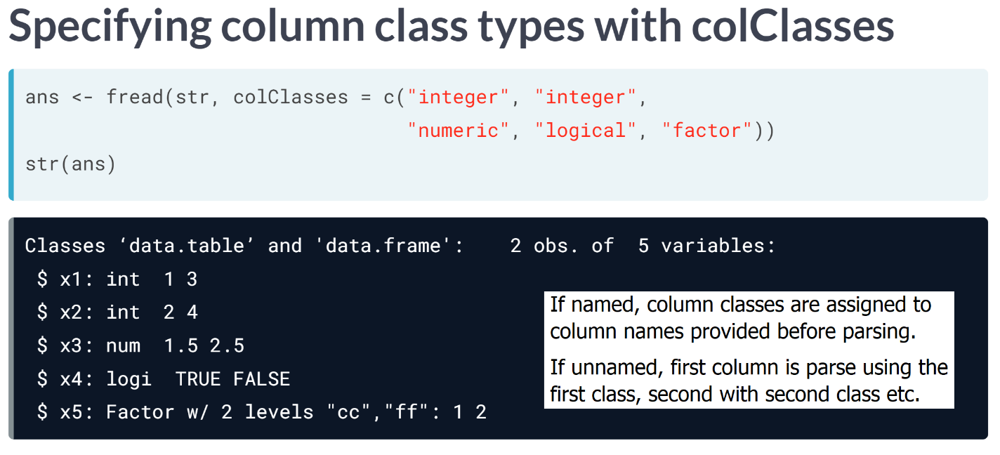 Specifying column class types with colClasses
ans <- fread(str, colClasses = c("integer", "integer",
"numeric", "logical", "factor"))
str(ans)
Classes ‘data.table’ and 'data.frame': 2 obs. of 5 variables:
$ x1: int 1 3
$ x2: int 2 4
$ x3: num 1.5 2.5
$ x4: logi TRUE FALSE
$ x5: Factor w/ 2 levels "cc","ff": 1 2
If named, column classes are assigned to
column names provided before parsing.
If unnamed, first column is parse using the
first class, second with second class etc.